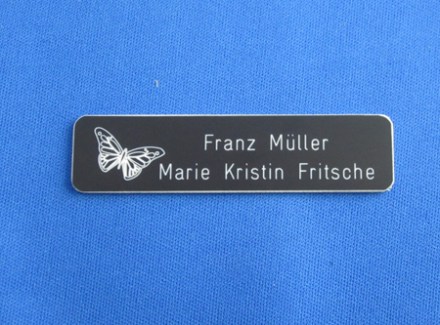 Franz Müller
Marie Kristin Fritsche